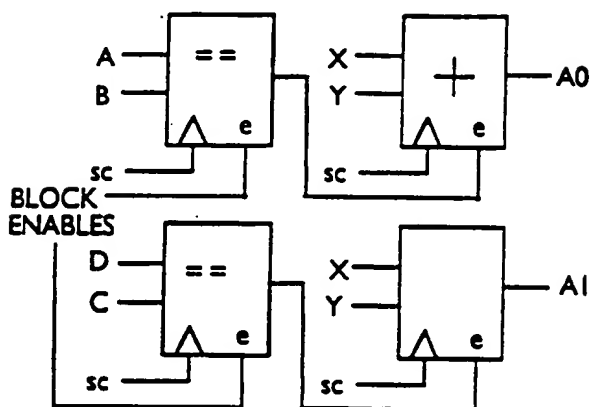 A
B
==
e
sc
X
Y
+
e
sc
A0
BLOCK
ENABLES
D
C
==
e
sc
X
Y
e
sc
A1